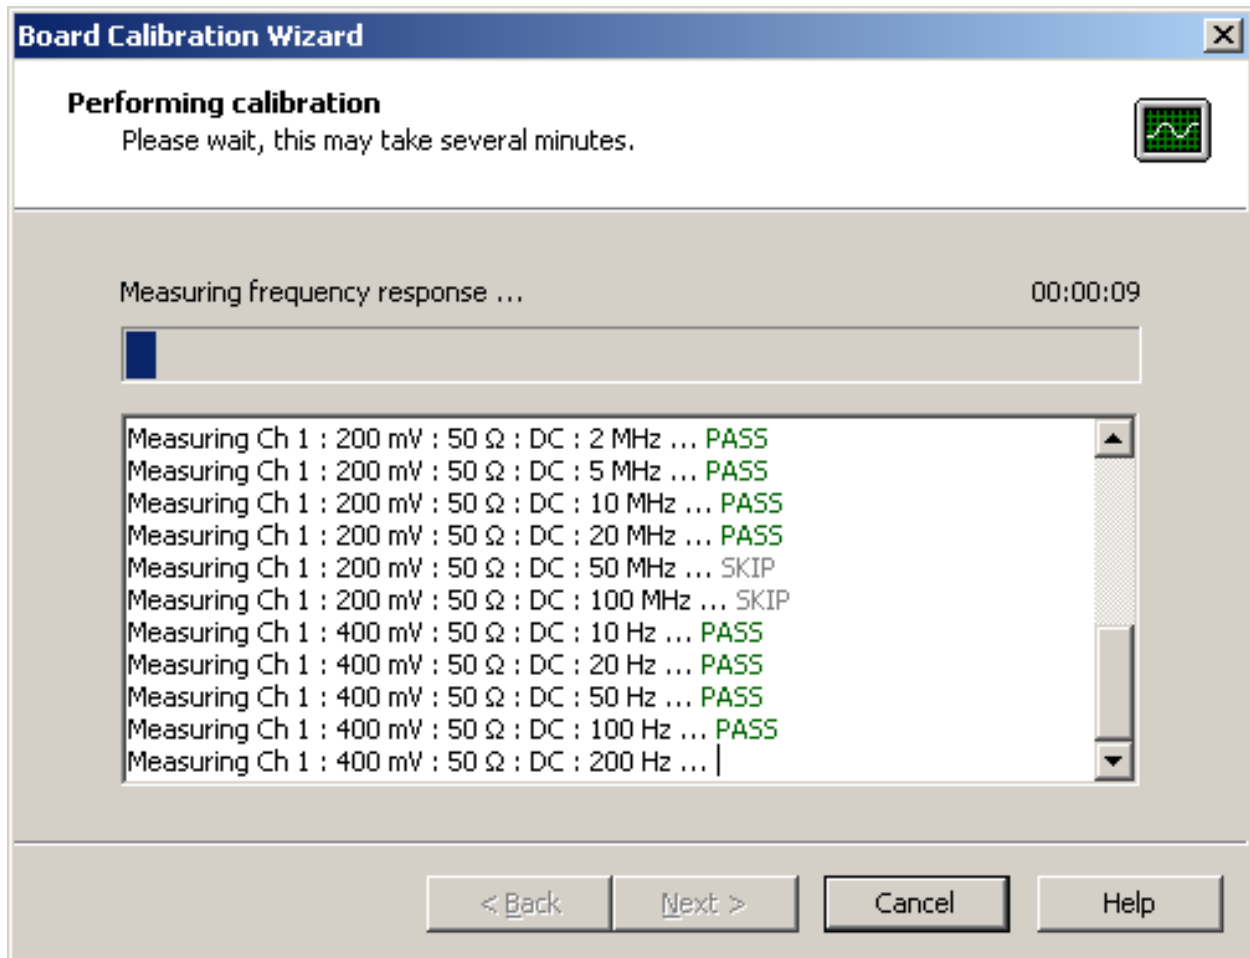 Board Calibration Wizard
Performing calibration
Please wait, this may take several minutes.
Measuring frequency response ... 00:00:09
Measuring Ch 1 : 200 mV : 50 Ω : DC : 2 MHz ... PASS
Measuring Ch 1 : 200 mV : 50 Ω : DC : 5 MHz ... PASS
Measuring Ch 1 : 200 mV : 50 Ω : DC : 10 MHz ... PASS
Measuring Ch 1 : 200 mV : 50 Ω : DC : 20 MHz ... PASS
Measuring Ch 1 : 200 mV : 50 Ω : DC : 50 MHz ... SKIP
Measuring Ch 1 : 200 mV : 50 Ω : DC : 100 MHz ... SKIP
Measuring Ch 1 : 400 mV : 50 Ω : DC : 10 Hz ... PASS
Measuring Ch 1 : 400 mV : 50 Ω : DC : 20 Hz ... PASS
Measuring Ch 1 : 400 mV : 50 Ω : DC : 50 Hz ... PASS
Measuring Ch 1 : 400 mV : 50 Ω : DC : 100 Hz ... PASS
Measuring Ch 1 : 400 mV : 50 Ω : DC : 200 Hz ...
< Back Next > Cancel Help